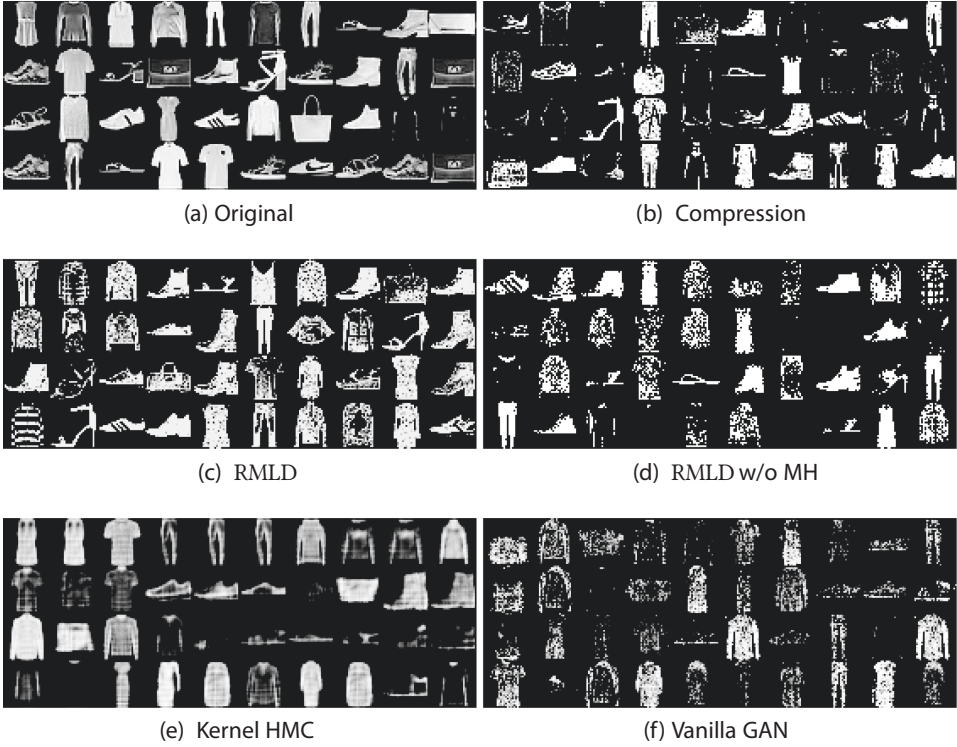 (a) Original
(b) Compression
(c) RMLD
(d) RMLD w/o MH
(e) Kernel HMC
(f) Vanilla GAN